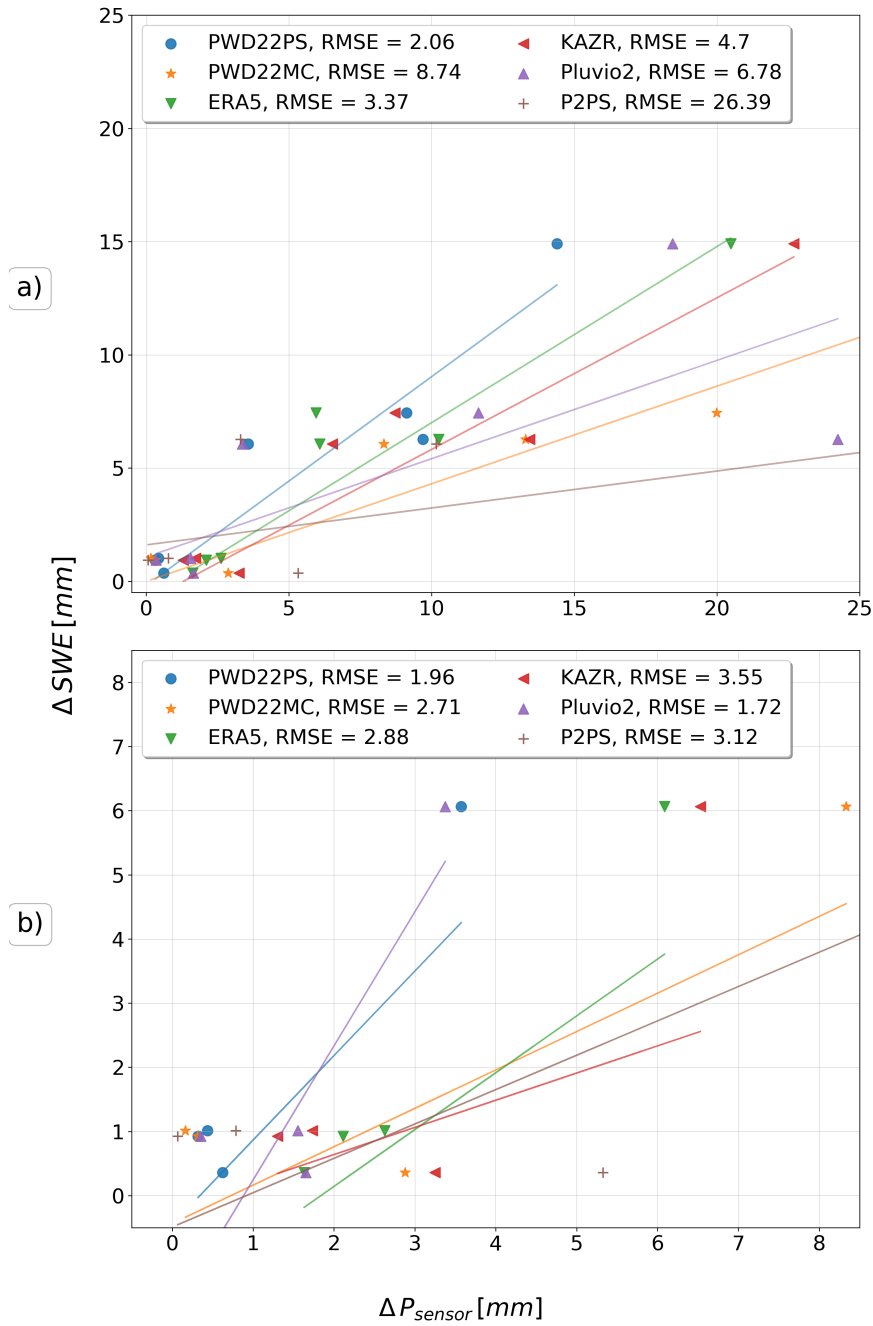 25
PWD22PS, RMSE = 2.06
KAZR, RMSE = 4.7
PWD22MC, RMSE = 8.74
Pluvio2, RMSE = 6.78
ERA5, RMSE = 3.37
P2PS, RMSE = 26.39
20
15
a)
10
5
0
0 5 10 15 20 25
Δ SWE [mm]
8
PWD22PS, RMSE = 1.96
KAZR, RMSE = 3.55
PWD22MC, RMSE = 2.71
Pluvio2, RMSE = 1.72
ERA5, RMSE = 2.88
P2PS, RMSE = 3.12
7
6
5
b)
4
3
2
1
0
0 1 2 3 4 5 6 7 8
Δ P_sensor [mm]